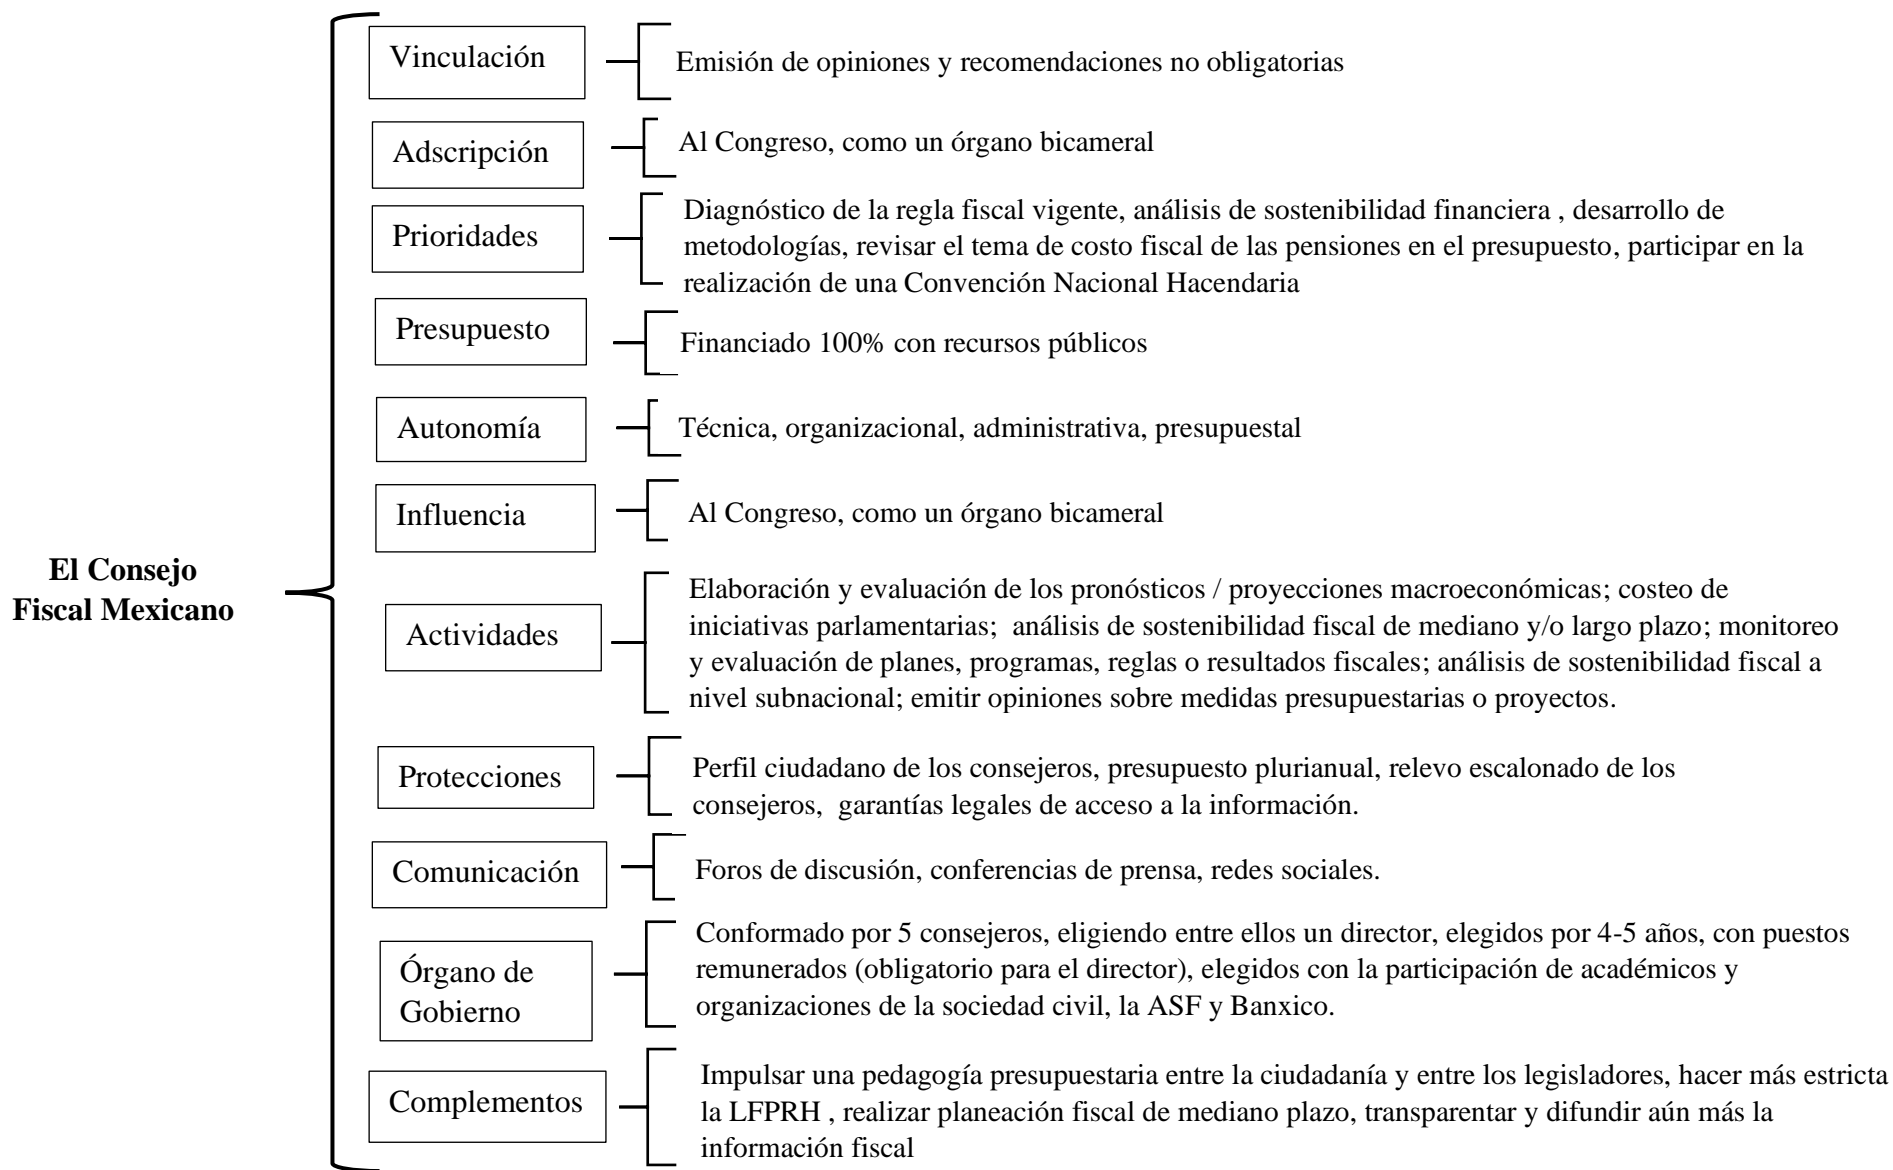 El Consejo
Fiscal Mexicano
Vinculación
Emisión de opiniones y recomendaciones no obligatorias
Adscripción
Al Congreso, como un órgano bicameral
Prioridades
Diagnóstico de la regla fiscal vigente, análisis de sostenibilidad financiera , desarrollo de
metodologías, revisar el tema de costo fiscal de las pensiones en el presupuesto, participar en la
realización de una Convención Nacional Hacendaria
Presupuesto
Financiado 100% con recursos públicos
Autonomía
Técnica, organizacional, administrativa, presupuestal
Influencia
Al Congreso, como un órgano bicameral
Actividades
Elaboración y evaluación de los pronósticos / proyecciones macroeconómicas; costeo de
iniciativas parlamentarias;  análisis de sostenibilidad fiscal de mediano y/o largo plazo; monitoreo
y evaluación de planes, programas, reglas o resultados fiscales; análisis de sostenibilidad fiscal a
nivel subnacional; emitir opiniones sobre medidas presupuestarias o proyectos.
Protecciones
Perfil ciudadano de los consejeros, presupuesto plurianual, relevo escalonado de los
consejeros,  garantías legales de acceso a la información.
Comunicación
Foros de discusión, conferencias de prensa, redes sociales.
Órgano de
Gobierno
Conformado por 5 consejeros, eligiendo entre ellos un director, elegidos por 4-5 años, con puestos
remunerados (obligatorio para el director), elegidos con la participación de académicos y
organizaciones de la sociedad civil, la ASF y Banxico.
Complementos
Impulsar una pedagogía presupuestaria entre la ciudadanía y entre los legisladores, hacer más estricta
la LFPRH , realizar planeación fiscal de mediano plazo, transparentar y difundir aún más la
información fiscal